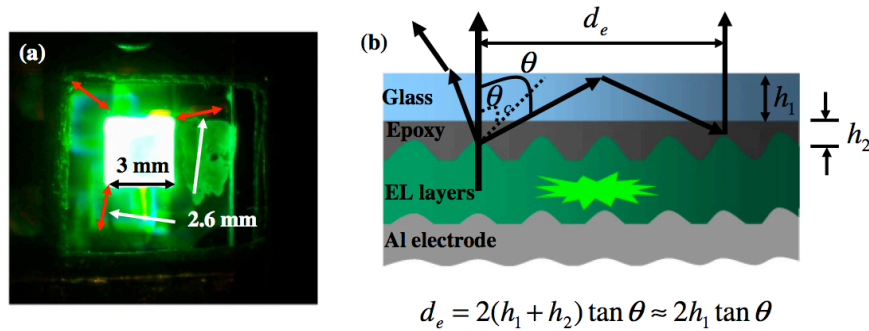 (a)
3 mm
2.6 mm
(b)
d_e
θ
θ_c
Glass
h_1
Epoxy
h_2
EL layers
Al electrode
d_e = 2(h_1 + h_2) tan θ ≈ 2h_1 tan θ